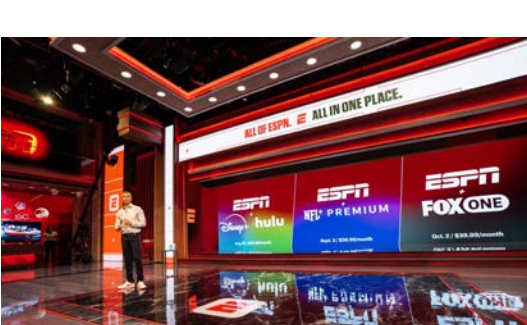 ALL OF ESPN. E ALL IN ONE PLACE.
ESPN
+
Disney+ hulu
ESPN
+
NFL+ PREMIUM
Sept. 3 / $39.99/month
ESPN
+
FOX ONE
Oct. 2 / $39.99/month